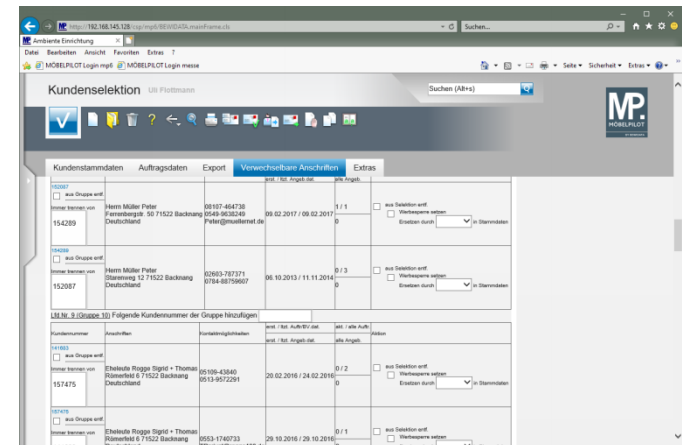 http://192.168.145.128/csp/mp6/BEWIDATA.mainFrame.cls
Suchen...
Ambiente Einrichtung
Datei Bearbeiten Ansicht Favoriten Extras ?
MÖBELPILOT Login mp6 MÖBELPILOT Login messe
Seite Sicherheit Extras
Kundenselektion Uli Flottmann
Suchen (Alt+s)
MP.
MÖBELPILOT
Kundenstammdaten Auftragsdaten Export Verwechselbare Anschriften Extras
erst. / ltzt. Angeb.dat. alle Angeb.
152087
aus Gruppe entf.
immer trennen von
154289
Herrn Müller Peter
Ferrenbergstr. 50 71522 Backnang
Deutschland
08197-464738
0549-9638249
Peter@muellernet.de
09.02.2017 / 09.02.2017
1 / 1
0
aus Selektion entf.
Werbesperre setzen
Ersetzen durch in Stammdaten
aus Gruppe entf.
immer trennen von
152087
Herrn Müller Peter
Starenweg 12 71522 Backnang
Deutschland
02603-787371
0784-88759607
06.10.2013 / 11.11.2014
0 / 3
0
aus Selektion entf.
Werbesperre setzen
Ersetzen durch in Stammdaten
Lfd.Nr. 9 (Gruppe 10) Folgende Kundennummer der Gruppe hinzufügen
Kundennummer Anschriften Kontaktmöglichkeiten
erst. / ltzt. Auftr/BV dat. akt. / alle Auftr. Aktion
erst. / ltzt. Angeb.dat. alle Angeb.
aus Gruppe entf.
immer trennen von
157475
Eheleute Rogge Sigrid + Thomas
Römerfeld 6 71522 Backnang
Deutschland
05109-43840
0513-9572291
20.02.2016 / 24.02.2016
0 / 2
0
aus Selektion entf.
Werbesperre setzen
Ersetzen durch in Stammdaten
157475
aus Gruppe entf.
immer trennen von
Eheleute Rogge Sigrid + Thomas
Römerfeld 6 71522 Backnang
0553-1740733
29.10.2016 / 29.10.2016
0 / 1
aus Selektion entf.
Werbesperre setzen